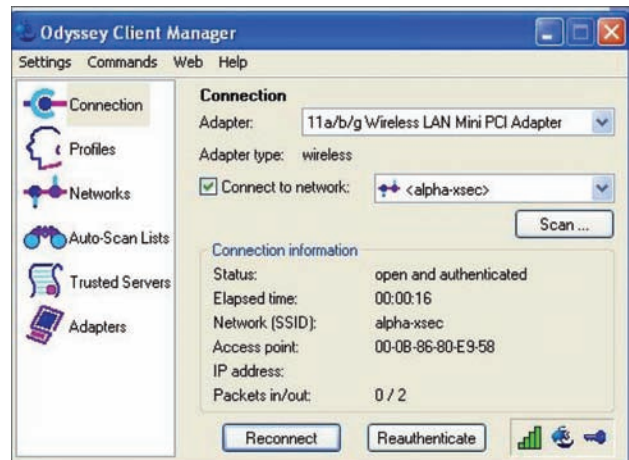 Odyssey Client Manager
Settings Commands Web Help
Connection
Profiles
Networks
Auto-Scan Lists
Trusted Servers
Adapters
Connection
Adapter: 11a/b/g Wireless LAN Mini PCI Adapter
Adapter type: wireless
Connect to network: <alpha-xsec>
Scan ...
Connection information
Status: open and authenticated
Elapsed time: 00:00:16
Network (SSID): alpha-xsec
Access point: 00-0B-86-80-E9-58
IP address:
Packets in/out: 0 / 2
Reconnect Reauthenticate